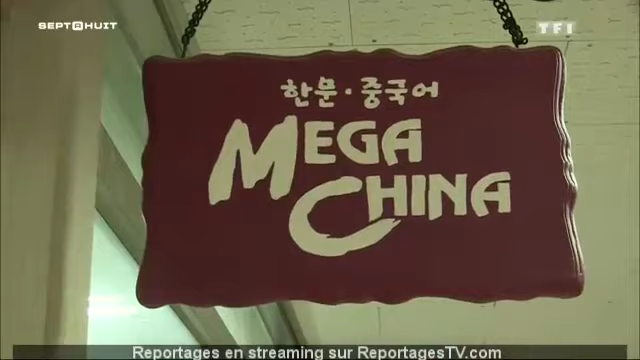 SEPT À HUIT
TF1
한문·중국어
MEGA
CHINA
Reportages en streaming sur ReportagesTV.com